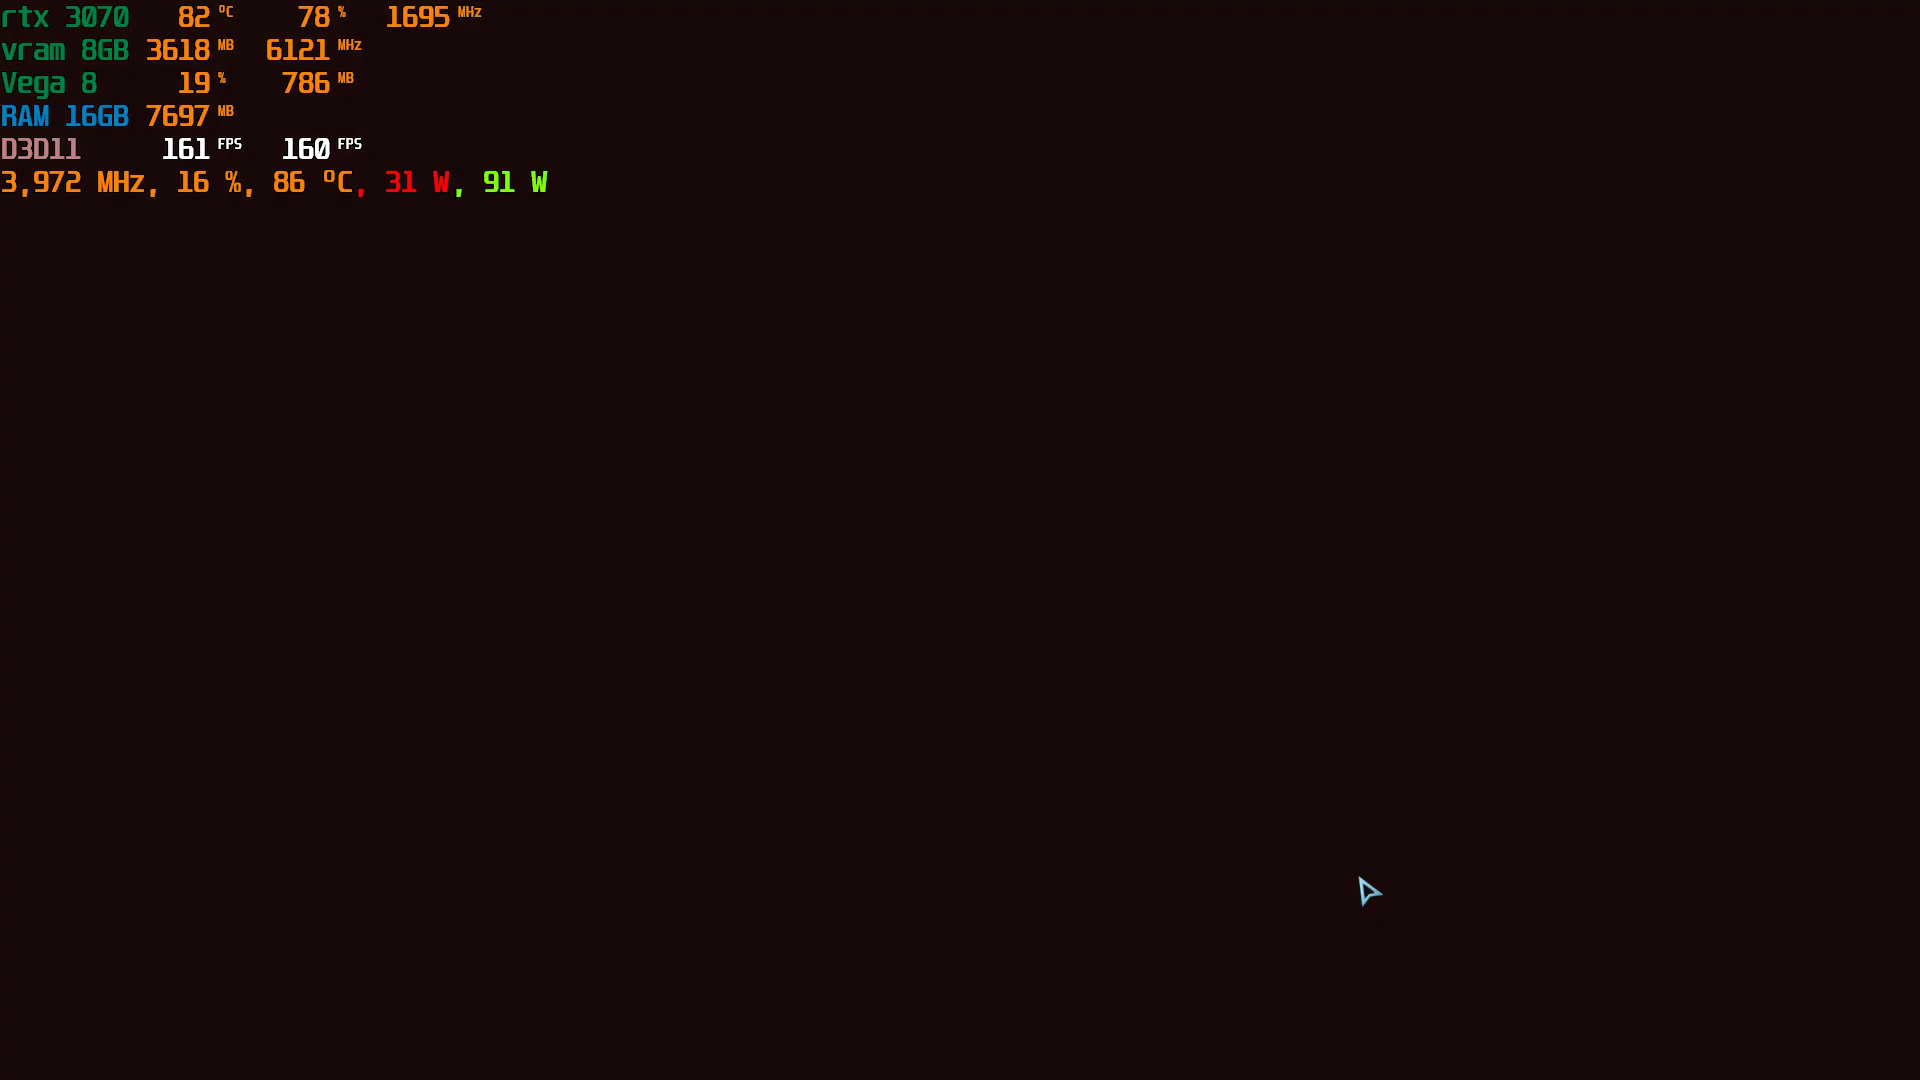 rtx 3070 82 °C 78 % 1695 MHz
vram 8GB 3618 MB 6121 MHz
Vega 8 19 % 786 MB
RAM 16GB 7697 MB
D3D11 161 FPS 160 FPS
3,972 MHz, 16 %, 86 °C, 31 W, 91 W